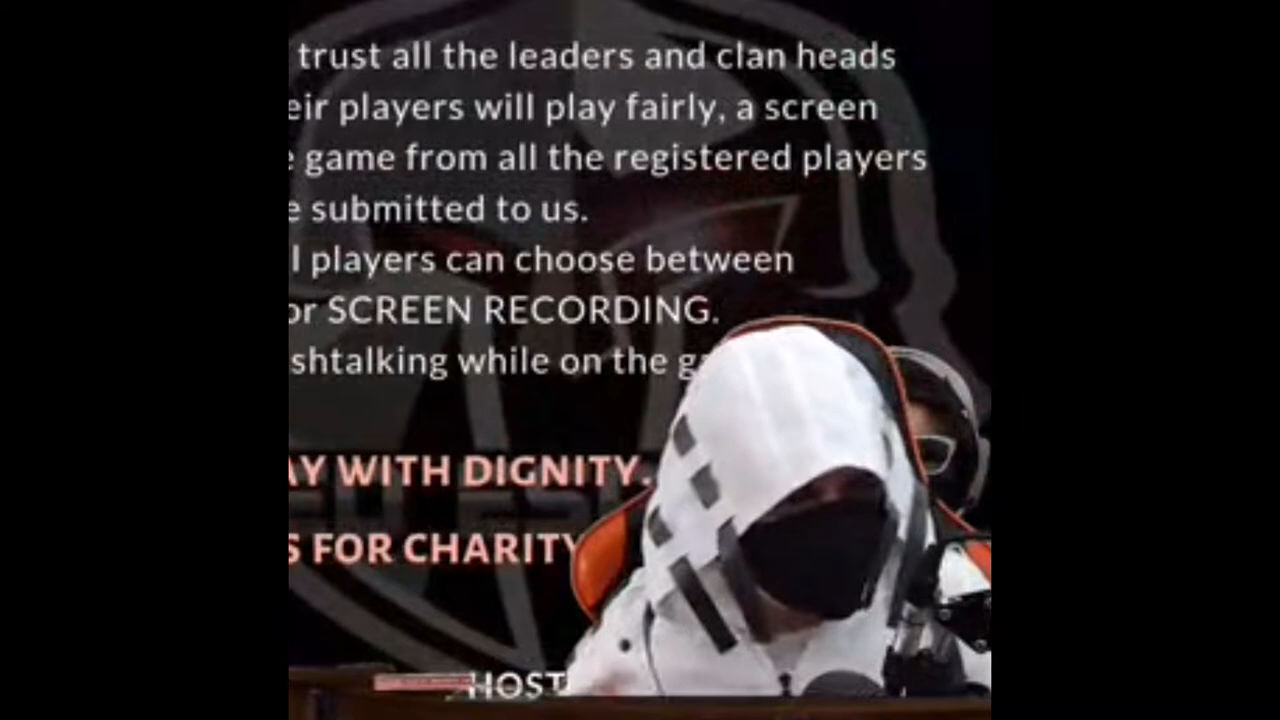 trust all the leaders and clan heads
eir players will play fairly, a screen
e game from all the registered players
e submitted to us.
l players can choose between
or SCREEN RECORDING.
shtalking while on the ga
AY WITH DIGNITY.
S FOR CHARITY
HOST